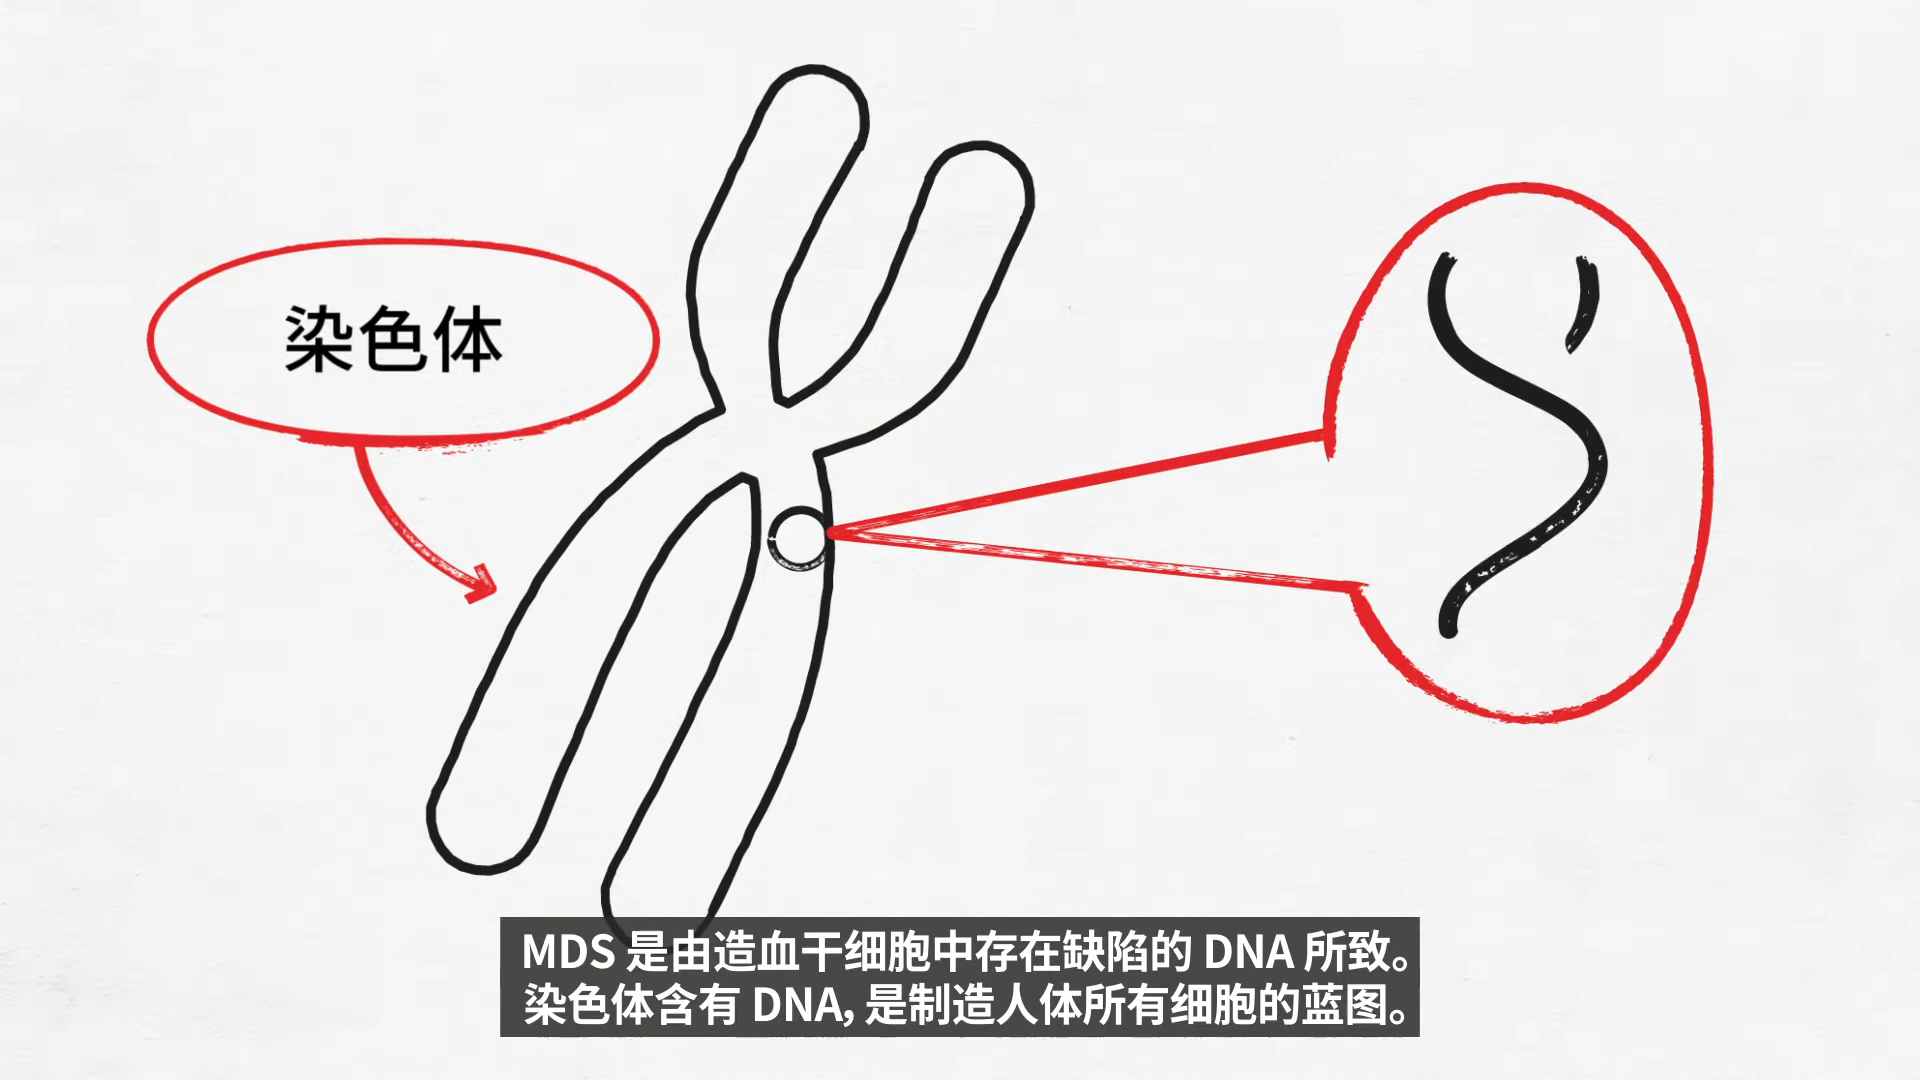 染色体
MDS 是由造血干细胞中存在缺陷的 DNA 所致。
染色体含有 DNA, 是制造人体所有细胞的蓝图。